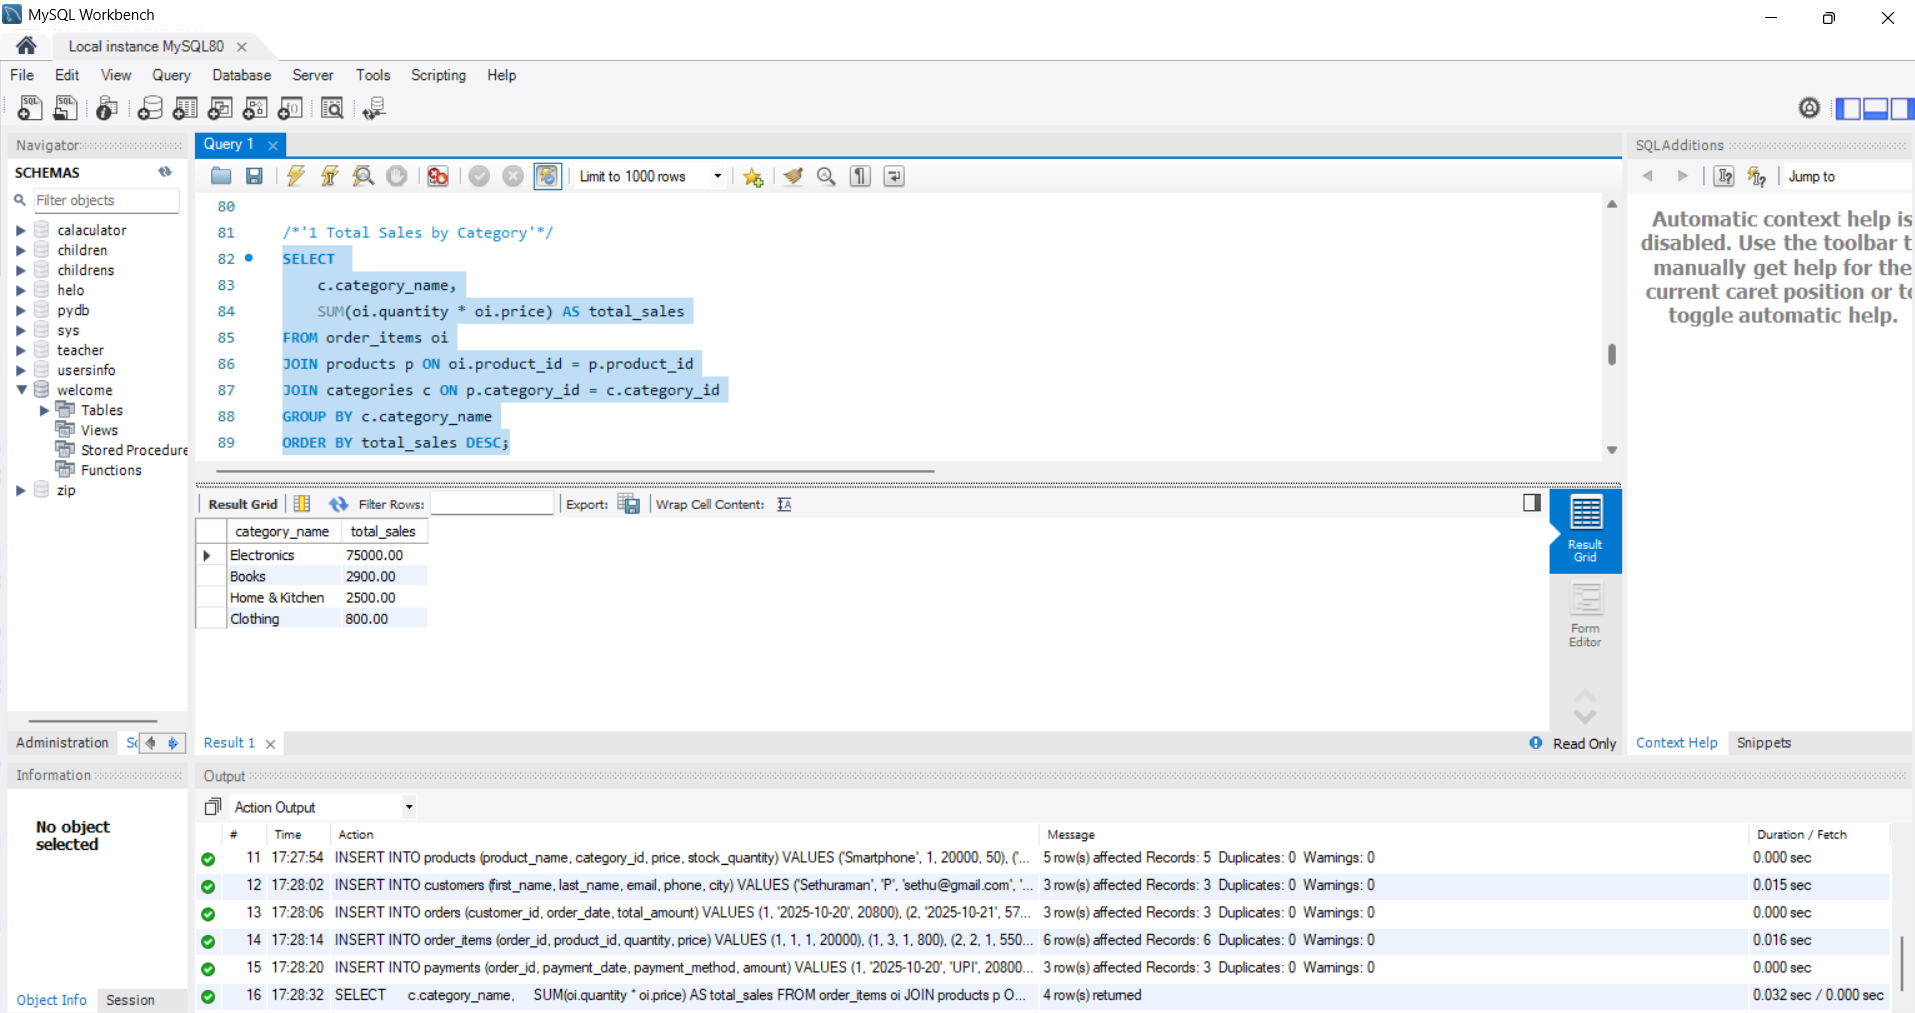 MySQL Workbench
Local instance MySQL80
File Edit View Query Database Server Tools Scripting Help
Navigator
SCHEMAS
Filter objects
calaculator
children
childrens
helo
pydb
sys
teacher
usersinfo
welcome
Tables
Views
Stored Procedure
Functions
zip
Administration Sc
Information
No object
selected
Object Info Session
Query 1
Limit to 1000 rows
80
81 /*'1 Total Sales by Category'*/
82 SELECT
83 c.category_name,
84 SUM(oi.quantity * oi.price) AS total_sales
85 FROM order_items oi
86 JOIN products p ON oi.product_id = p.product_id
87 JOIN categories c ON p.category_id = c.category_id
88 GROUP BY c.category_name
89 ORDER BY total_sales DESC;
Result Grid Filter Rows: Export: Wrap Cell Content:
category_name total_sales
Electronics 75000.00
Books 2900.00
Home & Kitchen 2500.00
Clothing 800.00
Result
Grid
Form
Editor
Result 1
Read Only
SQLAdditions
Jump to
Automatic context help is
disabled. Use the toolbar t
manually get help for the
current caret position or to
toggle automatic help.
Context Help Snippets
Output
Action Output
# Time Action Message Duration / Fetch
11 17:27:54 INSERT INTO products (product_name, category_id, price, stock_quantity) VALUES ('Smartphone', 1, 20000, 50), ('... 5 row(s) affected Records: 5 Duplicates: 0 Warnings: 0 0.000 sec
12 17:28:02 INSERT INTO customers (first_name, last_name, email, phone, city) VALUES ('Sethuraman', 'P', 'sethu@gmail.com', '... 3 row(s) affected Records: 3 Duplicates: 0 Warnings: 0 0.015 sec
13 17:28:06 INSERT INTO orders (customer_id, order_date, total_amount) VALUES (1, '2025-10-20', 20800), (2, '2025-10-21', 57... 3 row(s) affected Records: 3 Duplicates: 0 Warnings: 0 0.000 sec
14 17:28:14 INSERT INTO order_items (order_id, product_id, quantity, price) VALUES (1, 1, 1, 20000), (1, 3, 1, 800), (2, 2, 1, 550... 6 row(s) affected Records: 6 Duplicates: 0 Warnings: 0 0.016 sec
15 17:28:20 INSERT INTO payments (order_id, payment_date, payment_method, amount) VALUES (1, '2025-10-20', 'UPI', 20800... 3 row(s) affected Records: 3 Duplicates: 0 Warnings: 0 0.000 sec
16 17:28:32 SELECT c.category_name, SUM(oi.quantity * oi.price) AS total_sales FROM order_items oi JOIN products p O... 4 row(s) returned 0.032 sec / 0.000 sec